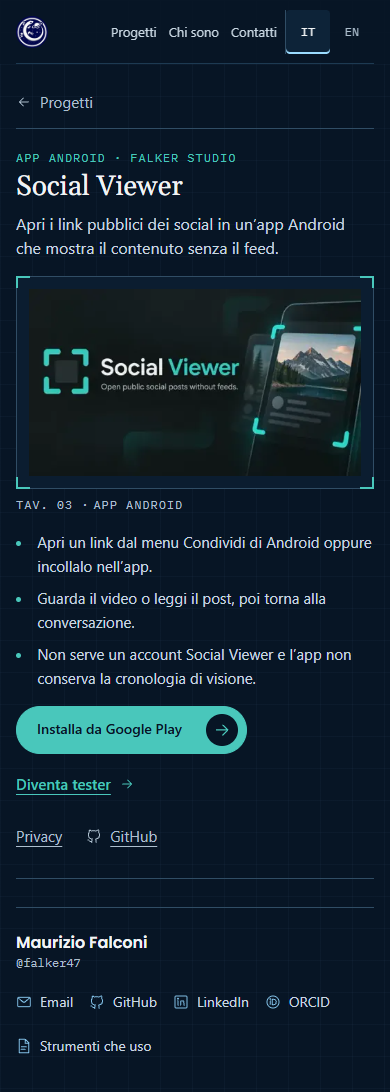 Progetti Chi sono Contatti IT EN
← Progetti
APP ANDROID · FALKER STUDIO
Social Viewer
Apri i link pubblici dei social in un’app Android
che mostra il contenuto senza il feed.
Social Viewer
Open public social posts without feeds.
TAV. 03 · APP ANDROID
• Apri un link dal menu Condividi di Android oppure
incollalo nell’app.
• Guarda il video o leggi il post, poi torna alla
conversazione.
• Non serve un account Social Viewer e l’app non
conserva la cronologia di visione.
Installa da Google Play →
Diventa tester →
Privacy GitHub
Maurizio Falconi
@falker47
Email GitHub LinkedIn ORCID
Strumenti che uso